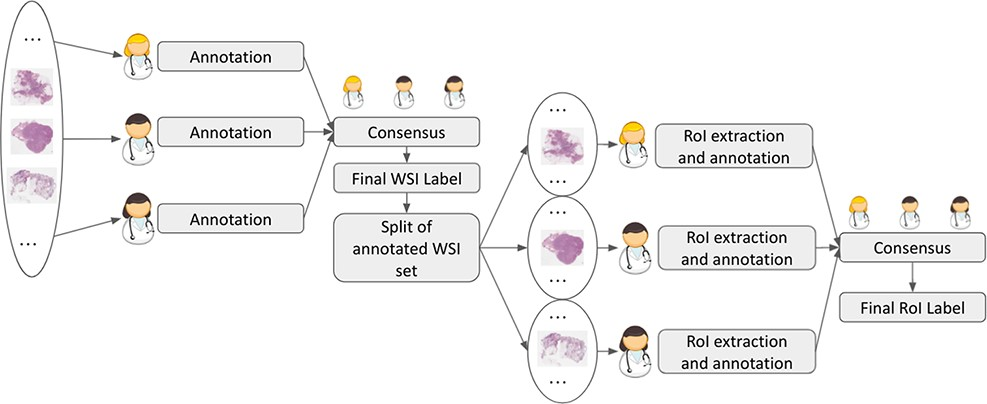 ...
Annotation
Annotation
Annotation
...
Consensus
Final WSI Label
Split of
annotated WSI
set
...
...
RoI extraction
and annotation
...
...
RoI extraction
and annotation
...
...
RoI extraction
and annotation
Consensus
Final RoI Label